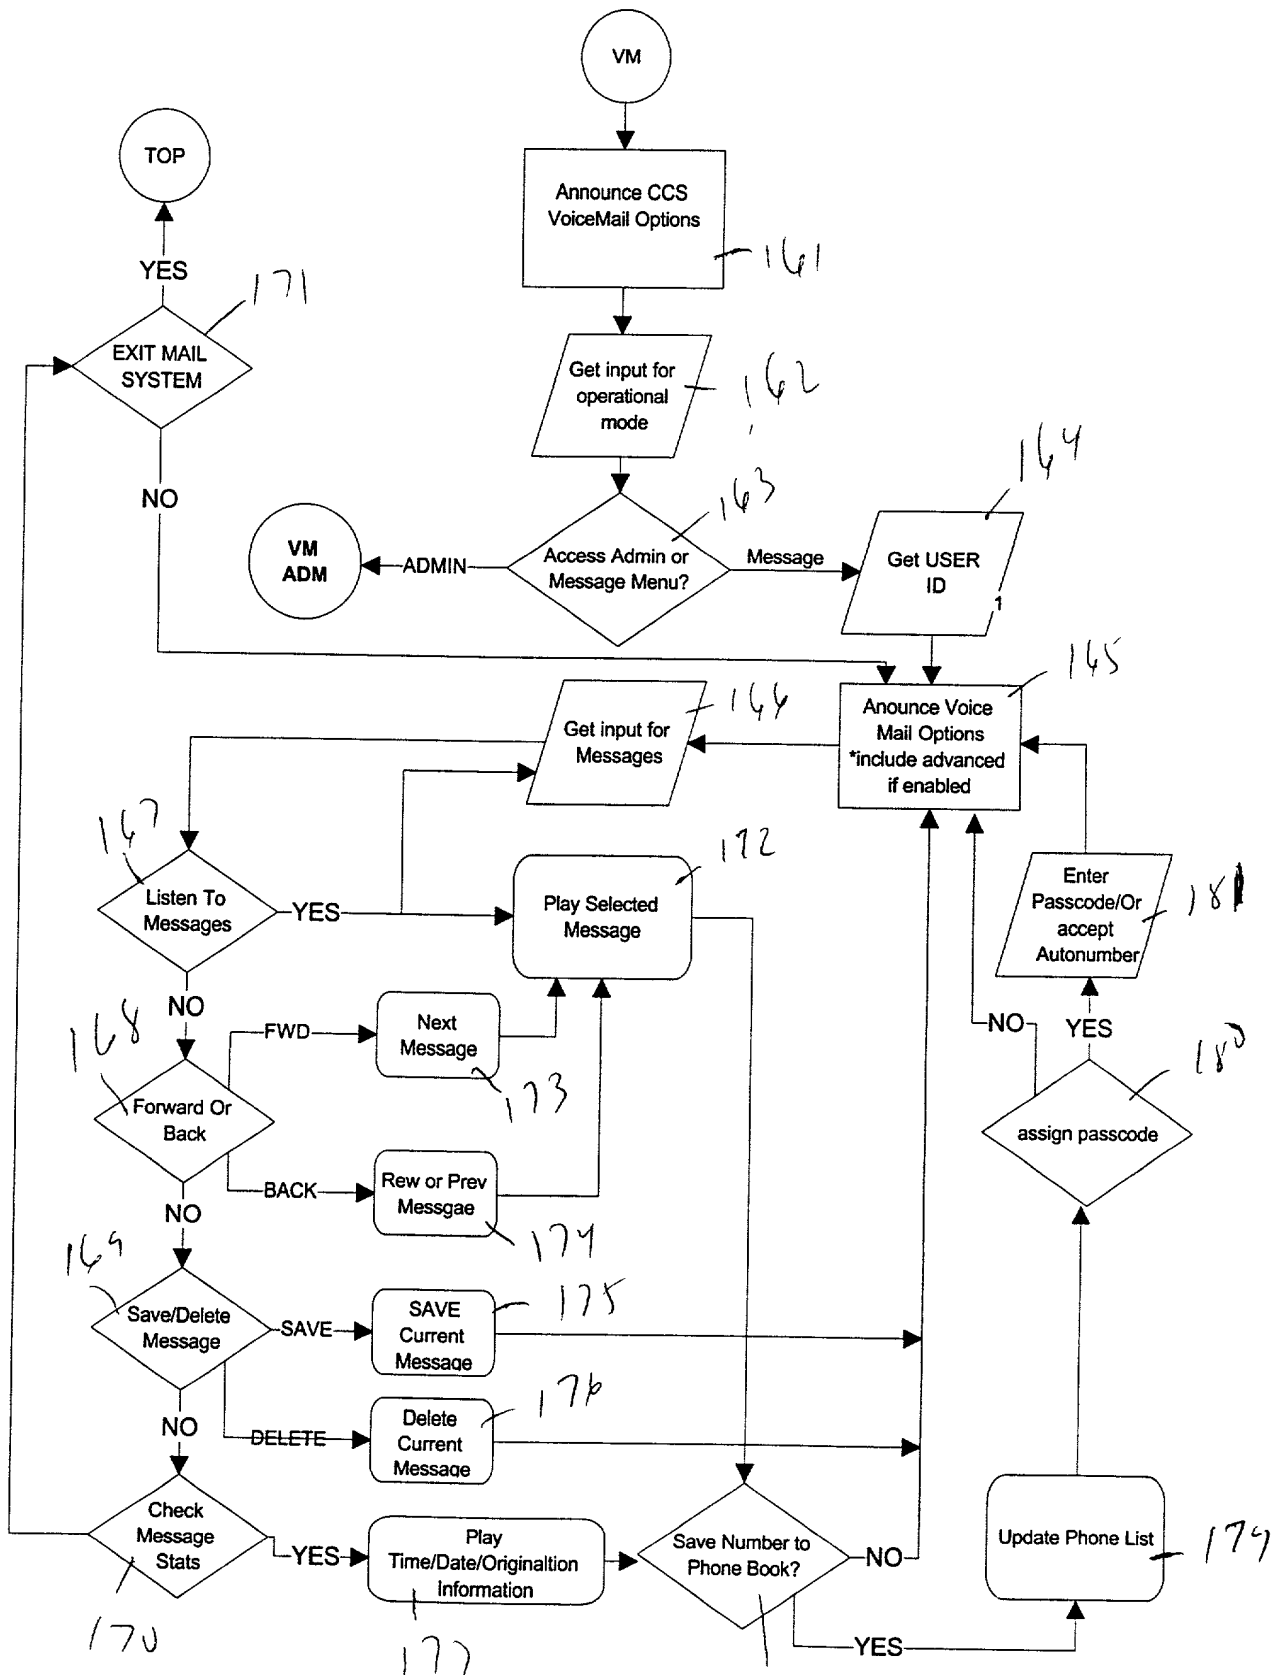 VM
TOP
Announce CCS
VoiceMail Options
161
YES
171
EXIT MAIL
SYSTEM
Get input for
operational
mode
162
NO
163
164
VM
ADM
ADMIN
Access Admin or
Message Menu?
Message
Get USER
ID
1
165
Get input for
Messages
166
Anounce Voice
Mail Options
*include advanced
if enabled
167
Listen To
Messages
YES
Play Selected
Message
172
Enter
Passcode/Or
accept
Autonumber
181
NO
168
FWD
Next
Message
173
NO
YES
180
Forward Or
Back
assign passcode
BACK
Rew or Prev
Messgae
174
NO
169
Save/Delete
Message
SAVE
SAVE
Current
Message
175
NO
DELETE
Delete
Current
Message
176
Check
Message
Stats
YES
Play
Time/Date/Originaltion
Information
Save Number to
Phone Book?
NO
Update Phone List
179
170
177
YES